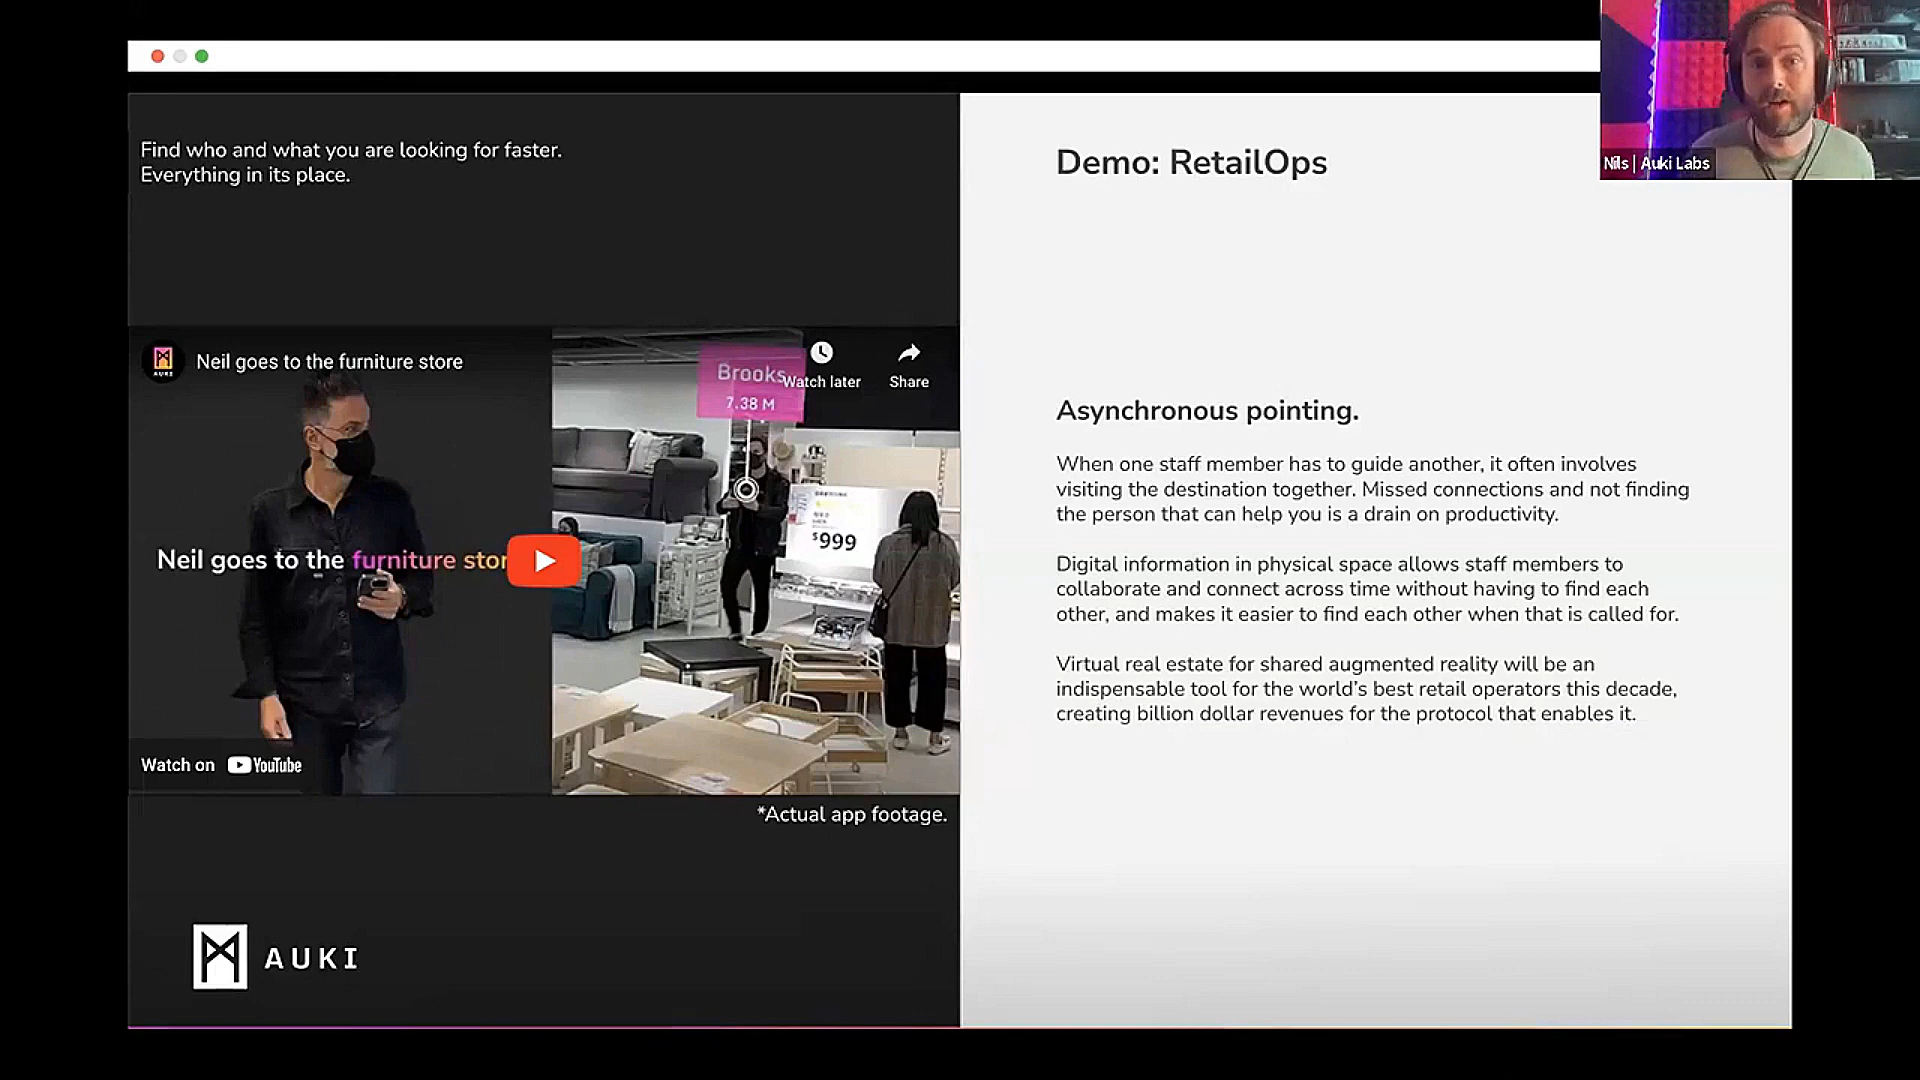 Nils | Auki Labs
Find who and what you are looking for faster.
Everything in its place.
AUKI
Neil goes to the furniture store
Watch later
Share
Brooks
7.38 M
$999
Neil goes to the furniture stor
Watch on YouTube
*Actual app footage.
AUKI
Demo: RetailOps
Asynchronous pointing.
When one staff member has to guide another, it often involves
visiting the destination together. Missed connections and not finding
the person that can help you is a drain on productivity.
Digital information in physical space allows staff members to
collaborate and connect across time without having to find each
other, and makes it easier to find each other when that is called for.
Virtual real estate for shared augmented reality will be an
indispensable tool for the world's best retail operators this decade,
creating billion dollar revenues for the protocol that enables it.